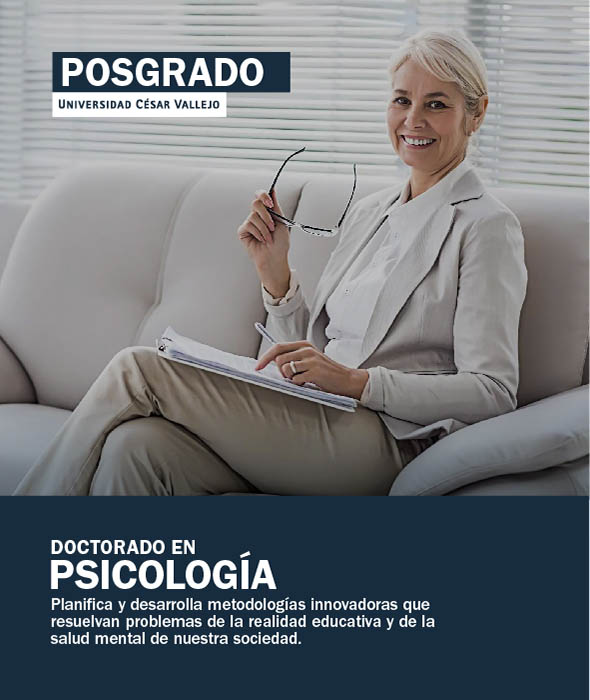 POSGRADO
UNIVERSIDAD CÉSAR VALLEJO
DOCTORADO EN
PSICOLOGÍA
Planifica y desarrolla metodologías innovadoras que
resuelvan problemas de la realidad educativa y de la
salud mental de nuestra sociedad.